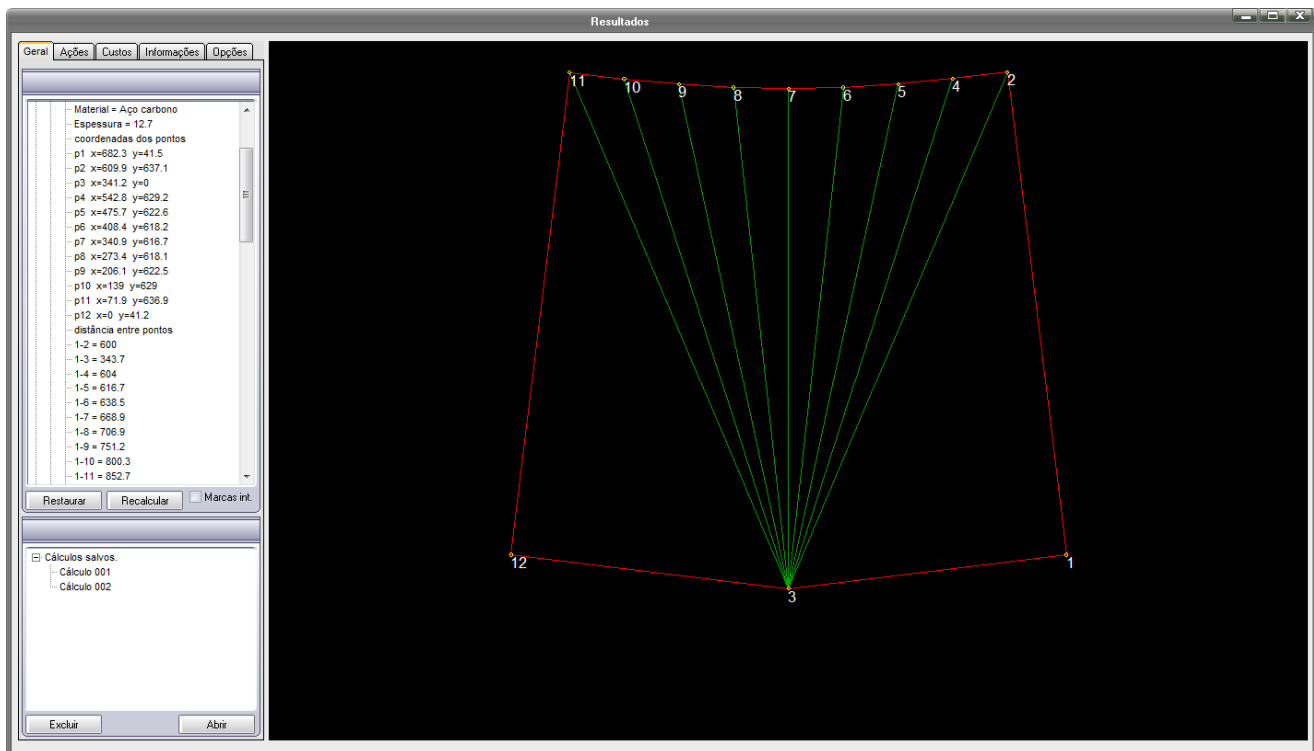 Resultados
Geral Ações Custos Informações Opções
Material = Aço carbono
Espessura = 12.7
coordenadas dos pontos
p1 x=682.3 y=41.5
p2 x=609.9 y=637.1
p3 x=341.2 y=0
p4 x=542.8 y=629.2
p5 x=475.7 y=622.6
p6 x=408.4 y=618.2
p7 x=340.9 y=616.7
p8 x=273.4 y=618.1
p9 x=206.1 y=622.5
p10 x=139 y=629
p11 x=71.9 y=636.9
p12 x=0 y=41.2
distância entre pontos
1-2 = 600
1-3 = 343.7
1-4 = 604
1-5 = 616.7
1-6 = 638.5
1-7 = 668.9
1-8 = 706.9
1-9 = 751.2
1-10 = 800.3
1-11 = 852.7
Restaurar Recalcular Marcas int.
Cálculos salvos.
Cálculo 001
Cálculo 002
Excluir Abrir
11 10 9 8 7 6 5 4 2
12 1
3